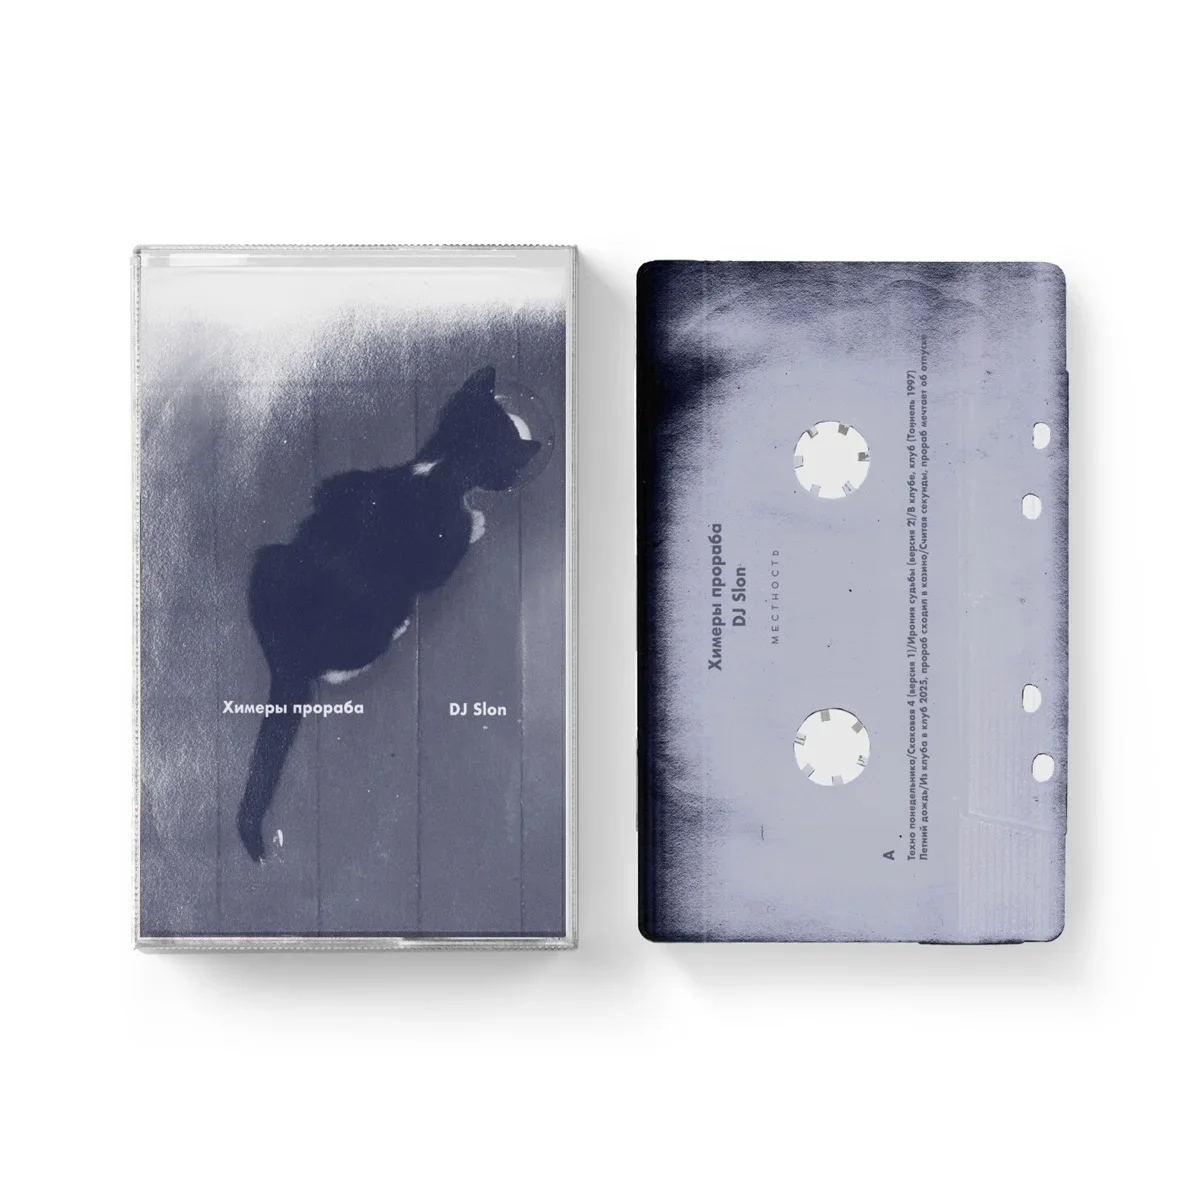 Химеры прораба
DJ Slon
Химеры прораба
DJ Slon
МЕСТНОСТЬ
A
Техно понедельника/Скаковая 4 (версия 1)/Ирония судьбы (версия 2)/В клубе, клуб (Тоннель 1997)
Летний дождь/Из клуба в клуб 2025, прораб сходил в казино/Считая секунды, прораб мечтает об отпуске